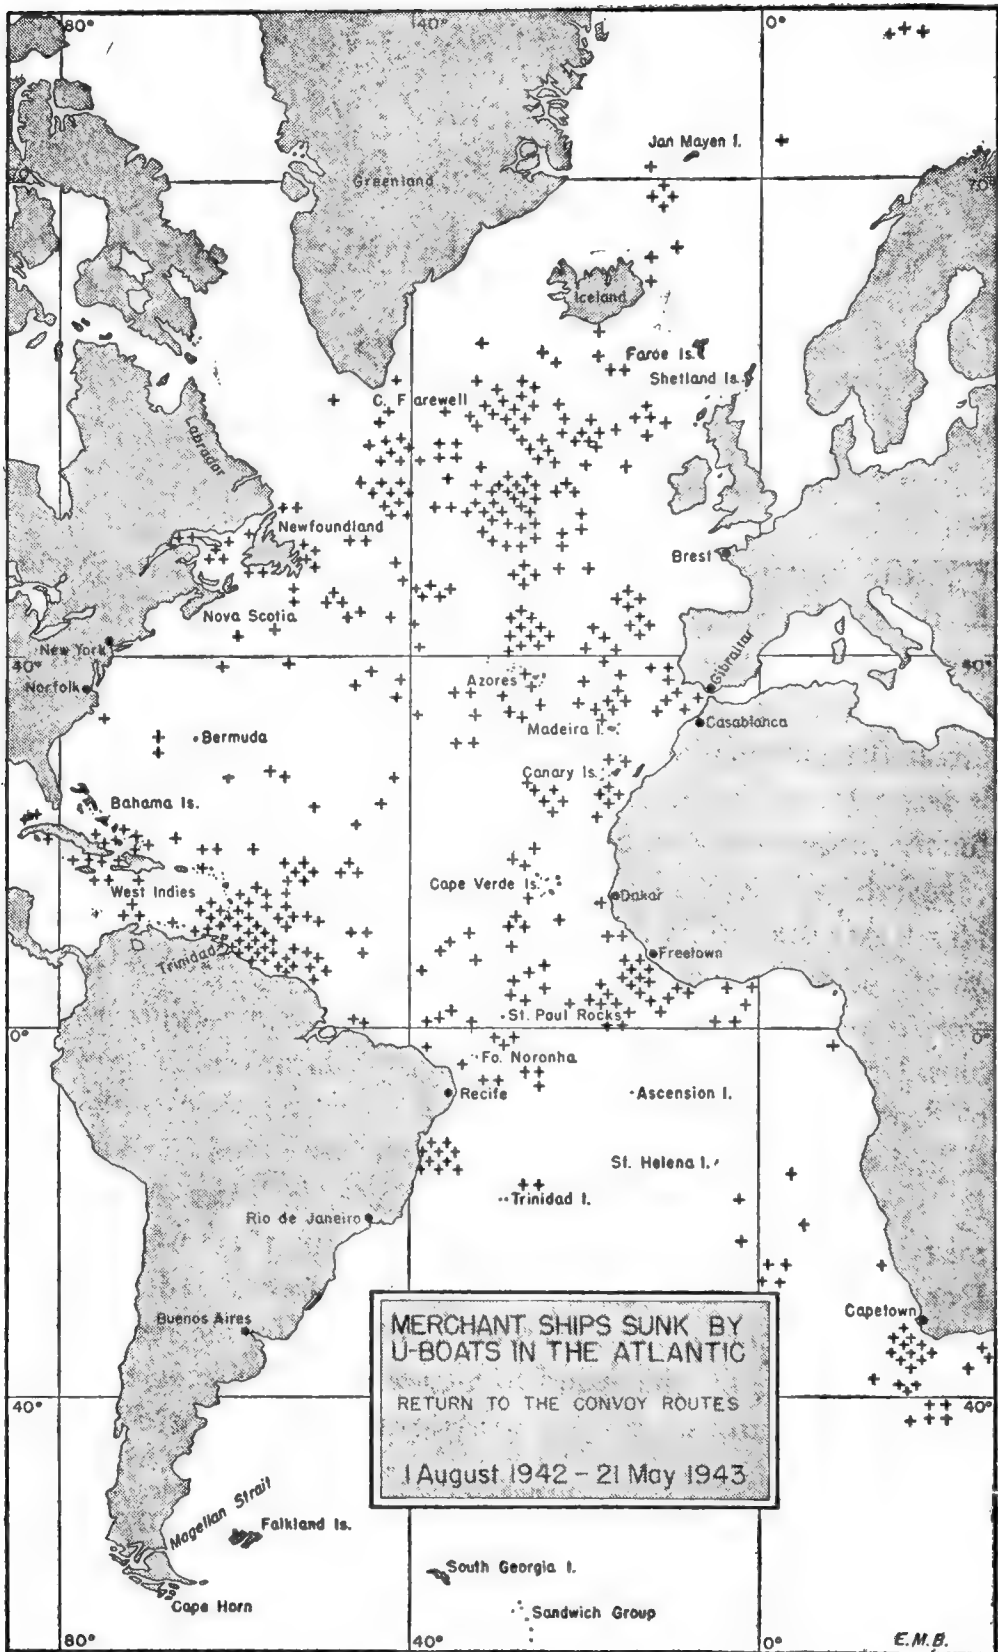 80°
40°
0°
Jan Mayen I.
Greenland
70°
Iceland
Faroe Is.
Shetland Is.
C. Farewell
Labrador
Newfoundland
Brest
Nova Scotia
New York
40°
Gibraltar
40°
Azores
Norfolk
Madeira I.
Casablanca
Bermuda
Canary Is.
Bahama Is.
Cape Verde Is.
West Indies
Dakar
Trinidad
Freetown
St. Paul Rocks
0°
0°
Fo. Noronha
Recife
Ascension I.
St. Helena I.
Trinidad I.
Rio de Janeiro
Buenos Aires
Capetown
MERCHANT SHIPS SUNK BY
U-BOATS IN THE ATLANTIC
RETURN TO THE CONVOY ROUTES
1 August 1942 – 21 May 1943
40°
40°
Magellan Strait
Falkland Is.
South Georgia I.
Cape Horn
Sandwich Group
80°
40°
0°
E.M.B.